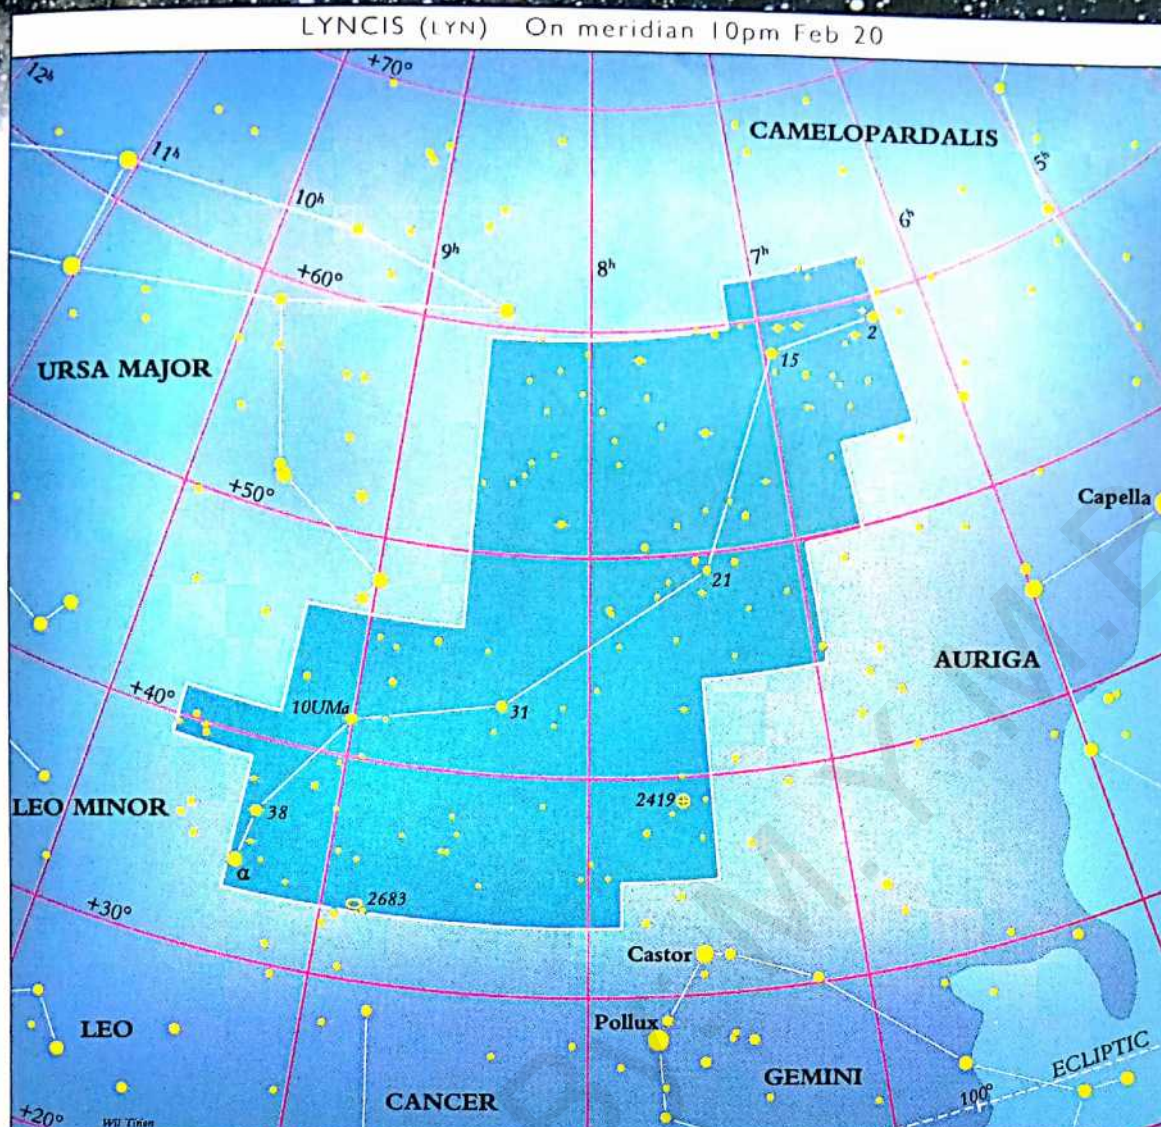 LYNCIS (LYN) On meridian 10pm Feb 20
12h
+70°
CAMELOPARDALIS
11h
5h
10h
6h
9h
7h
8h
+60°
2
15
URSA MAJOR
+50°
Capella
21
AURIGA
+40°
10UMa
31
2419
LEO MINOR
38
α
2683
+30°
Castor
Pollux
LEO
ECLIPTIC
GEMINI
100°
CANCER
+20°
Wil Tirion